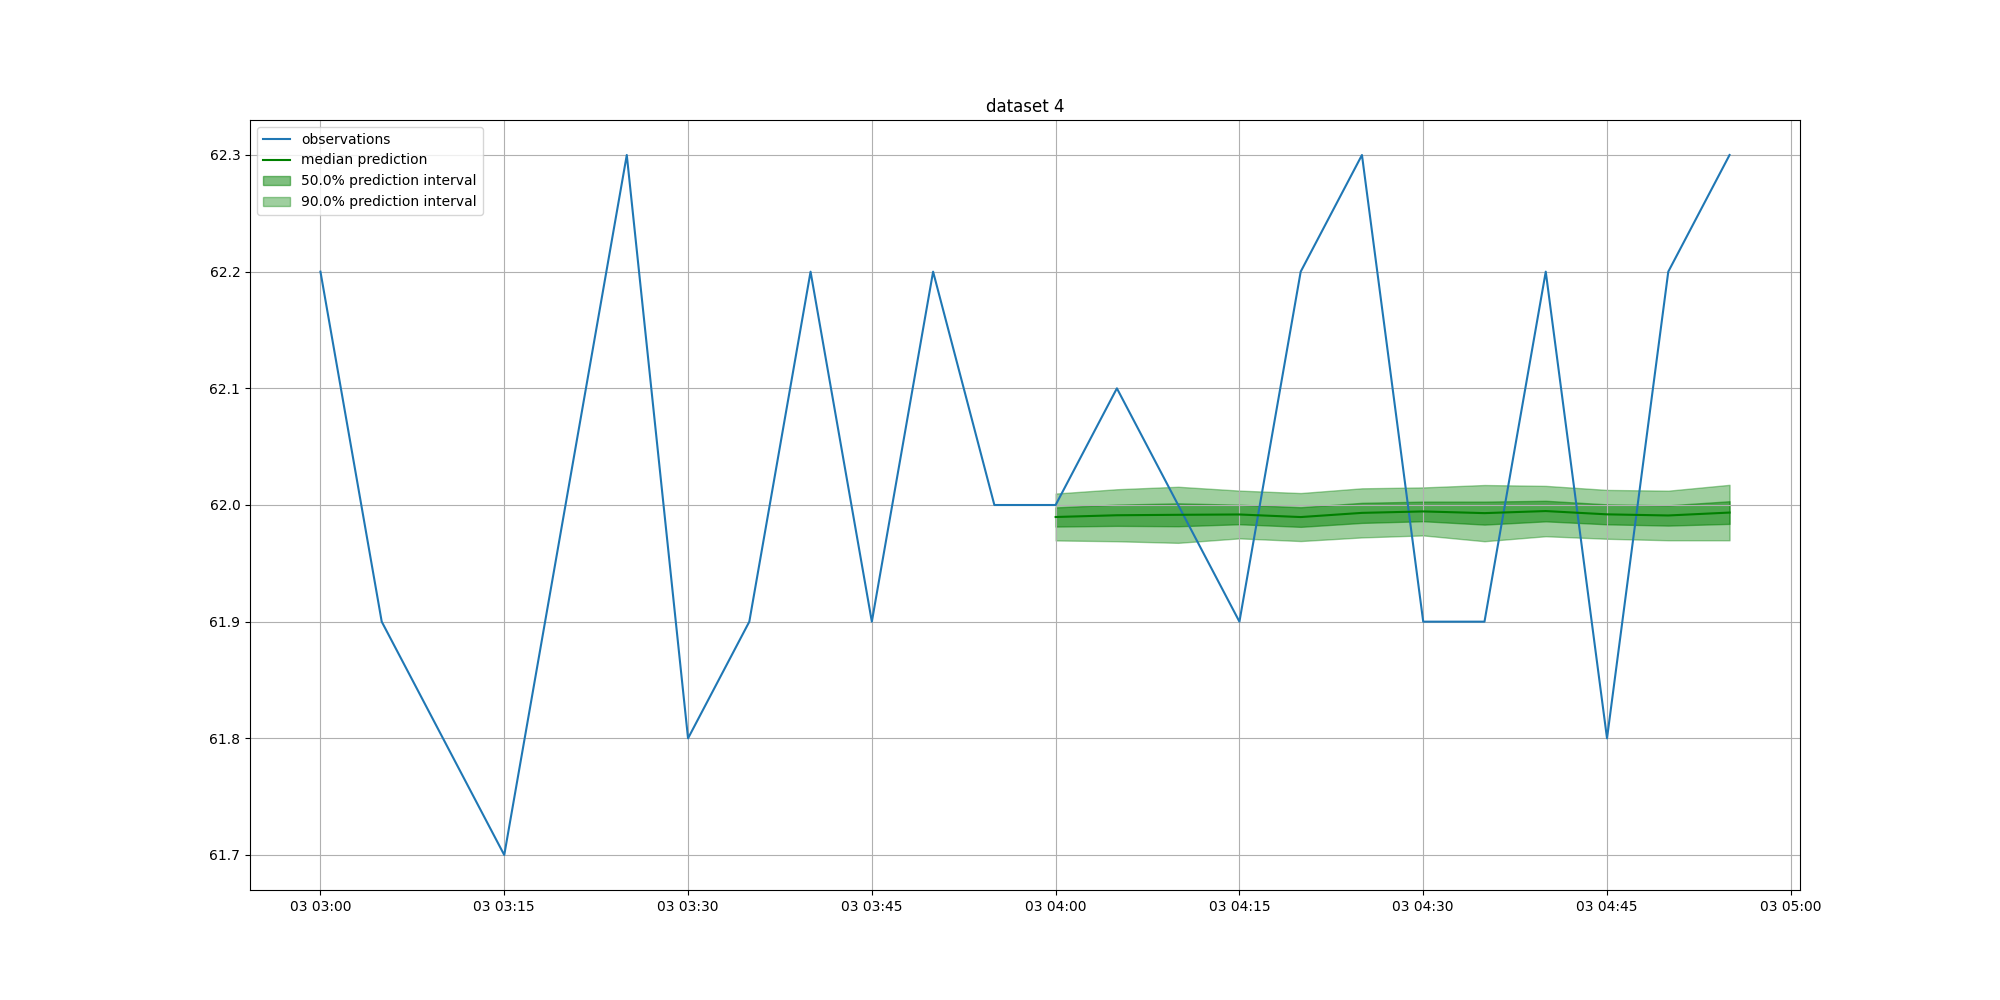 dataset 4
observations
median prediction
50.0% prediction interval
90.0% prediction interval
62.3
62.2
62.1
62.0
61.9
61.8
61.7
03 03:00 03 03:15 03 03:30 03 03:45 03 04:00 03 04:15 03 04:30 03 04:45 03 05:00